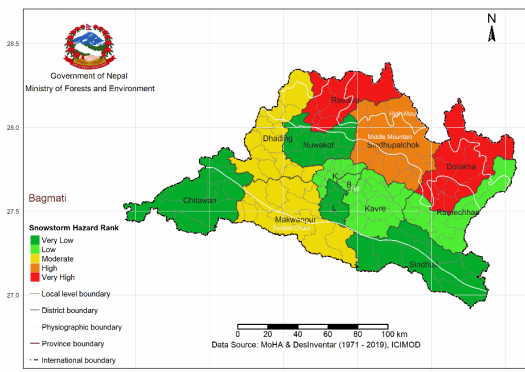 N
28.5
Government of Nepal
Ministry of Forests and Environment
Rasuwa
High Mountain
28.0
Middle Mountain
Dhading
Nuwakot
Sindhupalchok
Dolakha
K
B
Bagmati
Chitawan
L
Kavre
Ramechhap
27.5
Makwanpur
Snowstorm Hazard Rank
Very Low
Low
Moderate
High
Very High
Sindhuli
Local level boundary
27.0
District boundary
Physiographic boundary
0 20 40 60 80 100 km
Province boundary
Data Source: MoHA & DesInventar (1971 - 2019), ICIMOD
International boundary